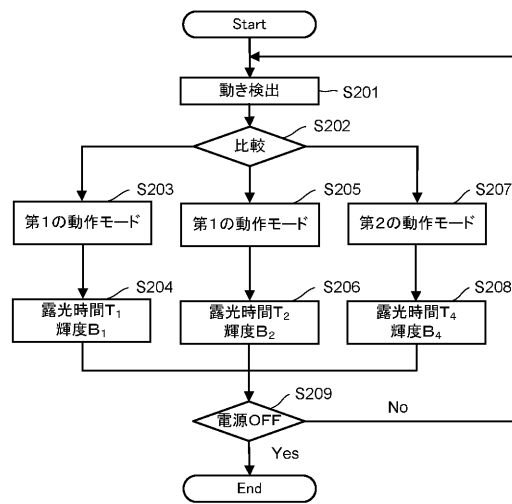 Start
動き検出
S201
S202
比較
S203
S205
S207
第1の動作モード
第1の動作モード
第2の動作モード
S204
S206
S208
露光時間T₁
輝度B₁
露光時間T₂
輝度B₂
露光時間T₄
輝度B₄
S209
電源OFF
No
Yes
End